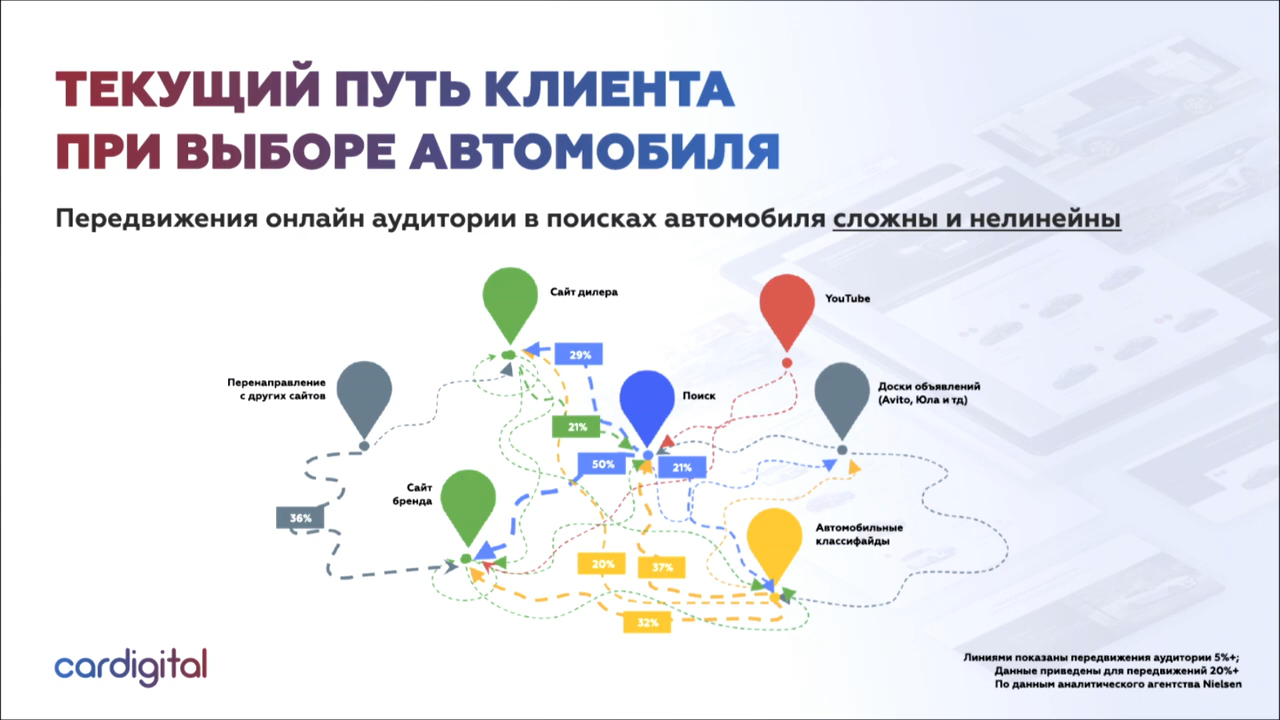 ТЕКУЩИЙ ПУТЬ КЛИЕНТА
ПРИ ВЫБОРЕ АВТОМОБИЛЯ
Передвижения онлайн аудитории в поисках автомобиля сложны и нелинейны
Сайт дилера
YouTube
29%
Перенаправление
с других сайтов
Поиск
Доски объявлений
(Avito, Юла и тд)
21%
50%
21%
Сайт
бренда
36%
Автомобильные
классифайды
20%
37%
32%
cardigital
Линиями показаны передвижения аудитории 5%+;
Данные приведены для передвижений 20%+
По данным аналитического агентства Nielsen